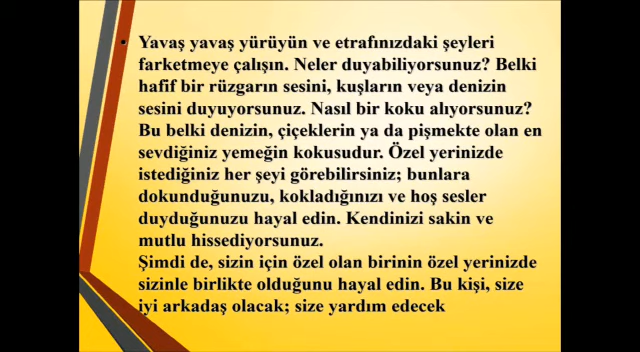 • Yavaş yavaş yürüyün ve etrafınızdaki şeyleri
farketmeye çalışın. Neler duyabiliyorsunuz? Belki
hafif bir rüzgarın sesini, kuşların veya denizin
sesini duyuyorsunuz. Nasıl bir koku alıyorsunuz?
Bu belki denizin, çiçeklerin ya da pişmekte olan en
sevdiğiniz yemeğin kokusudur. Özel yerinizde
istediğiniz her şeyi görebilirsiniz; bunlara
dokunduğunuzu, kokladığınızı ve hoş sesler
duyduğunuzu hayal edin. Kendinizi sakin ve
mutlu hissediyorsunuz.
Şimdi de, sizin için özel olan birinin özel yerinizde
sizinle birlikte olduğunu hayal edin. Bu kişi, size
iyi arkadaş olacak; size yardım edecek